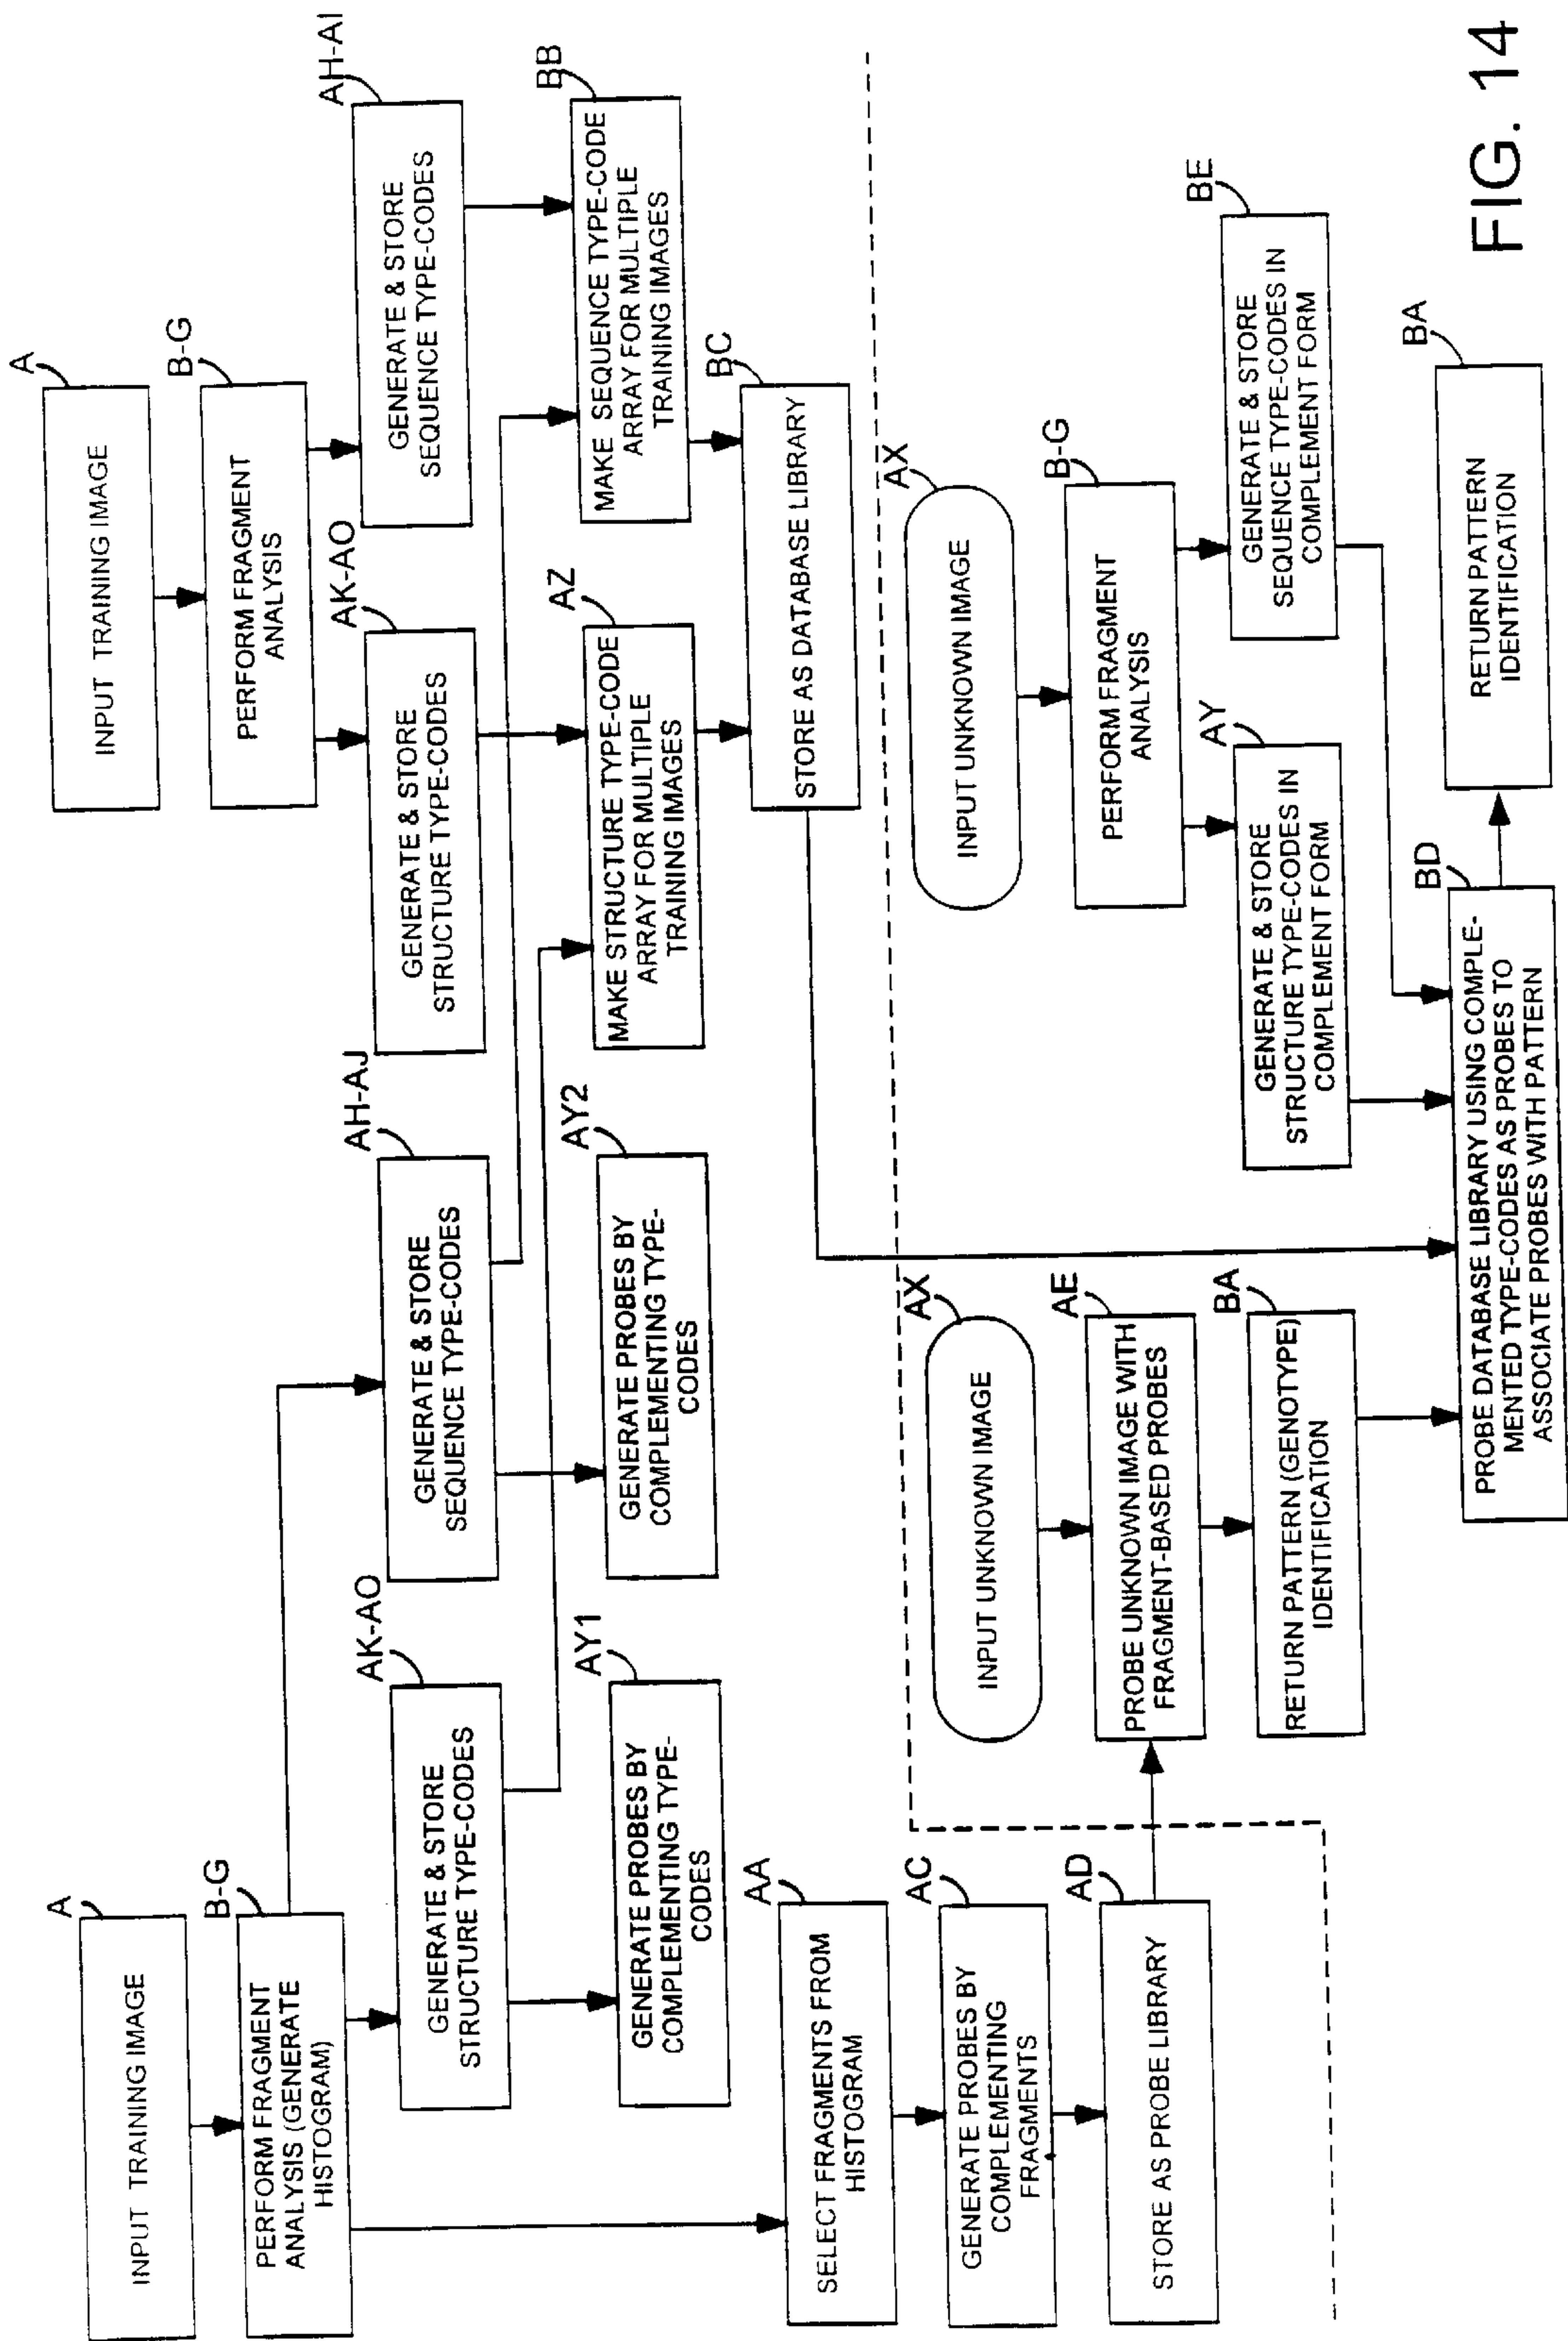 A
INPUT TRAINING IMAGE
B-G
PERFORM FRAGMENT
ANALYSIS (GENERATE
HISTOGRAM)
AK-AO
GENERATE & STORE
STRUCTURE TYPE-CODES
AH-AJ
GENERATE & STORE
SEQUENCE TYPE-CODES
AY1
GENERATE PROBES BY
COMPLEMENTING TYPE-
CODES
AY2
GENERATE PROBES BY
COMPLEMENTING TYPE-
CODES
AA
SELECT FRAGMENTS FROM
HISTOGRAM
AC
GENERATE PROBES BY
COMPLEMENTING
FRAGMENTS
AD
STORE AS PROBE LIBRARY
A
INPUT TRAINING IMAGE
B-G
PERFORM FRAGMENT
ANALYSIS
AK-AO
GENERATE & STORE
STRUCTURE TYPE-CODES
AH-AI
GENERATE & STORE
SEQUENCE TYPE-CODES
AZ
MAKE STRUCTURE TYPE-CODE
ARRAY FOR MULTIPLE
TRAINING IMAGES
BB
MAKE SEQUENCE TYPE-CODE
ARRAY FOR MULTIPLE
TRAINING IMAGES
BC
STORE AS DATABASE LIBRARY
AX
INPUT UNKNOWN IMAGE
AE
PROBE UNKNOWN IMAGE WITH
FRAGMENT-BASED PROBES
BA
RETURN PATTERN (GENOTYPE)
IDENTIFICATION
AX
INPUT UNKNOWN IMAGE
B-G
PERFORM FRAGMENT
ANALYSIS
AY
GENERATE & STORE
STRUCTURE TYPE-CODES IN
COMPLEMENT FORM
BE
GENERATE & STORE
SEQUENCE TYPE-CODES IN
COMPLEMENT FORM
BD
PROBE DATABASE LIBRARY USING COMPLE-
MENTED TYPE-CODES AS PROBES TO
ASSOCIATE PROBES WITH PATTERN
BA
RETURN PATTERN
IDENTIFICATION
FIG. 14